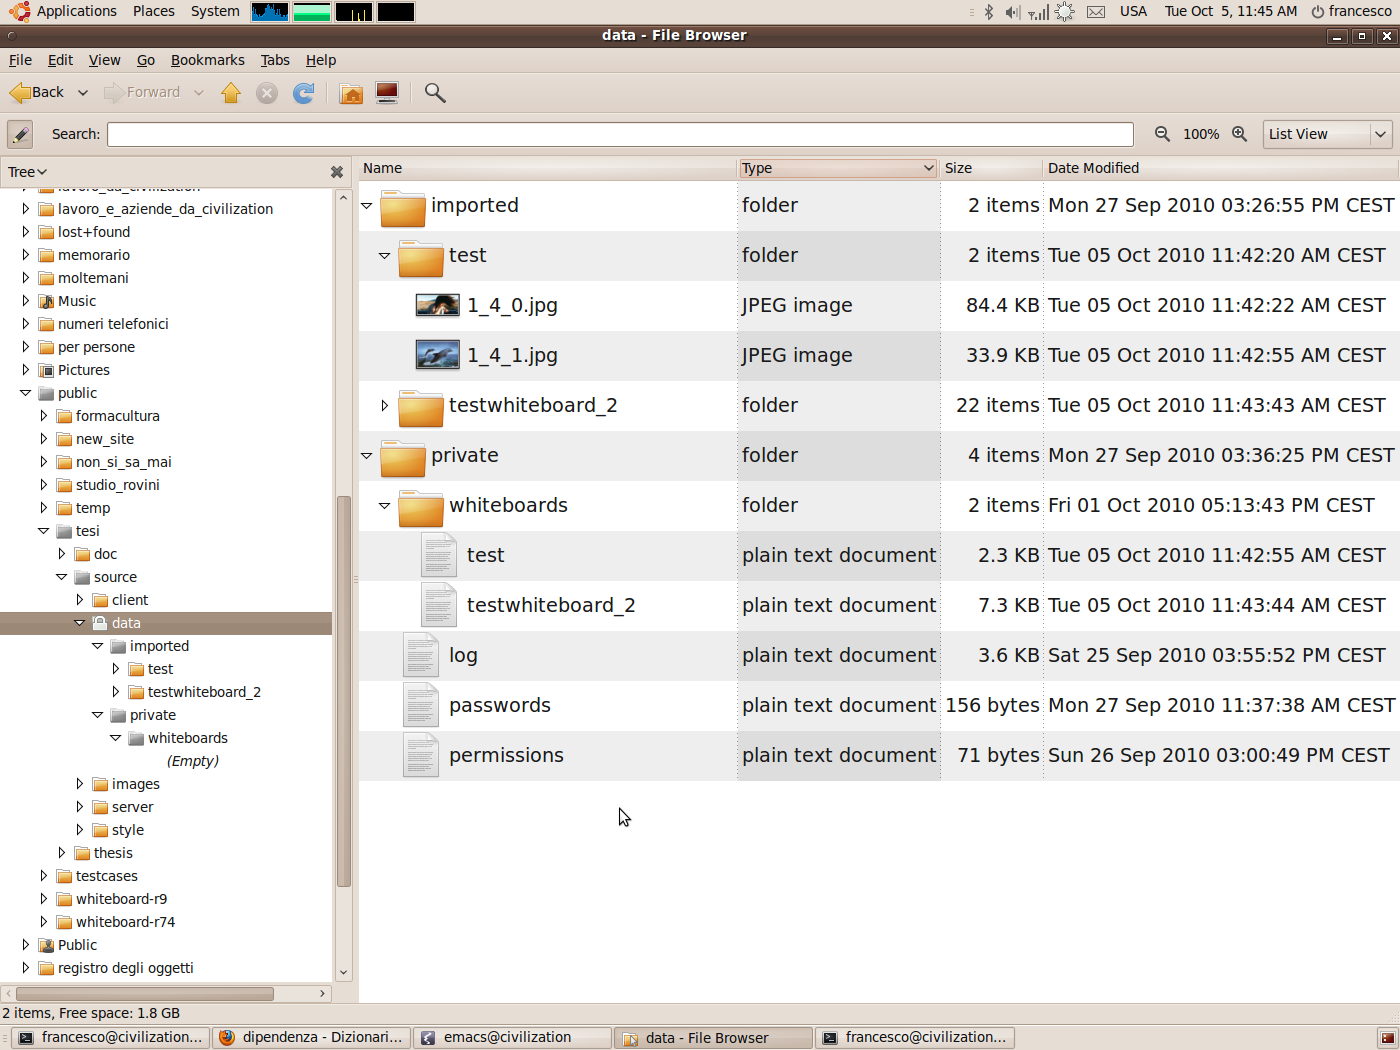 Applications Places System USA Tue Oct 5, 11:45 AM francesco
data - File Browser
File Edit View Go Bookmarks Tabs Help
Back Forward
Search: 100% List View
Tree
lavoro_da_civilization
lavoro_e_aziende_da_civilization
lost+found
memorario
moltemani
Music
numeri telefonici
per persone
Pictures
public
formacultura
new_site
non_si_sa_mai
studio_rovini
temp
tesi
doc
source
client
data
imported
test
testwhiteboard_2
private
whiteboards
(Empty)
images
server
style
thesis
testcases
whiteboard-r9
whiteboard-r74
Public
registro degli oggetti
Name Type Size Date Modified
imported folder 2 items Mon 27 Sep 2010 03:26:55 PM CEST
test folder 2 items Tue 05 Oct 2010 11:42:20 AM CEST
1_4_0.jpg JPEG image 84.4 KB Tue 05 Oct 2010 11:42:22 AM CEST
1_4_1.jpg JPEG image 33.9 KB Tue 05 Oct 2010 11:42:55 AM CEST
testwhiteboard_2 folder 22 items Tue 05 Oct 2010 11:43:43 AM CEST
private folder 4 items Mon 27 Sep 2010 03:36:25 PM CEST
whiteboards folder 2 items Fri 01 Oct 2010 05:13:43 PM CEST
test plain text document 2.3 KB Tue 05 Oct 2010 11:42:55 AM CEST
testwhiteboard_2 plain text document 7.3 KB Tue 05 Oct 2010 11:43:44 AM CEST
log plain text document 3.6 KB Sat 25 Sep 2010 03:55:52 PM CEST
passwords plain text document 156 bytes Mon 27 Sep 2010 11:37:38 AM CEST
permissions plain text document 71 bytes Sun 26 Sep 2010 03:00:49 PM CEST
2 items, Free space: 1.8 GB
francesco@civilization... dipendenza - Dizionari... emacs@civilization data - File Browser francesco@civilization...